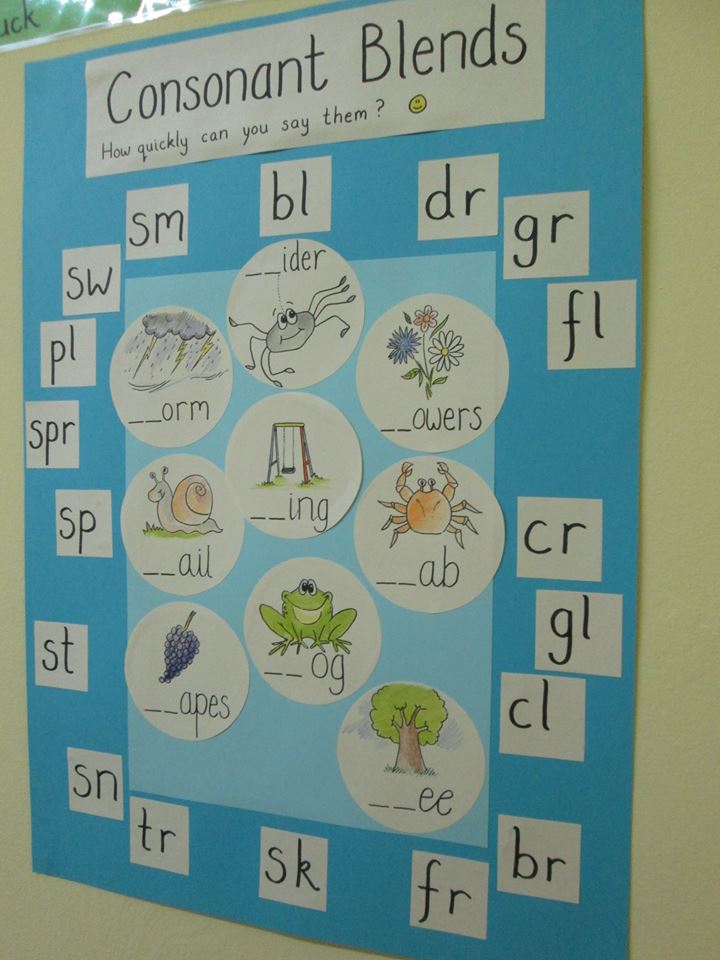 uck
Consonant Blends
How quickly can you say them?
sm
bl
dr
gr
sw
fl
pl
spr
sp
st
sn
tr
sk
fr
br
cl
gl
cr
__ider
__orm
__owers
__ing
__ail
__ab
__og
__apes
__ee